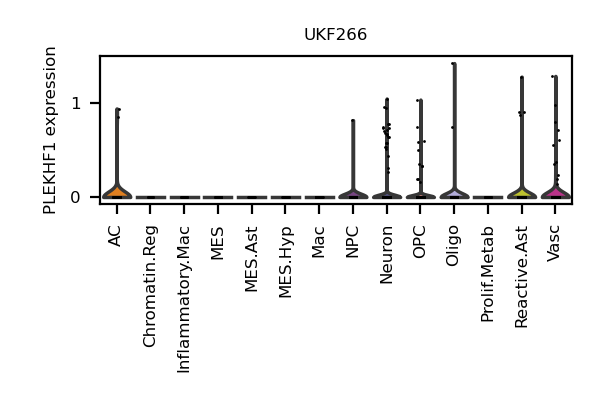 UKF266
PLEKHF1 expression
1
0
AC
Chromatin.Reg
Inflammatory.Mac
MES
MES.Ast
MES.Hyp
Mac
NPC
Neuron
OPC
Oligo
Prolif.Metab
Reactive.Ast
Vasc